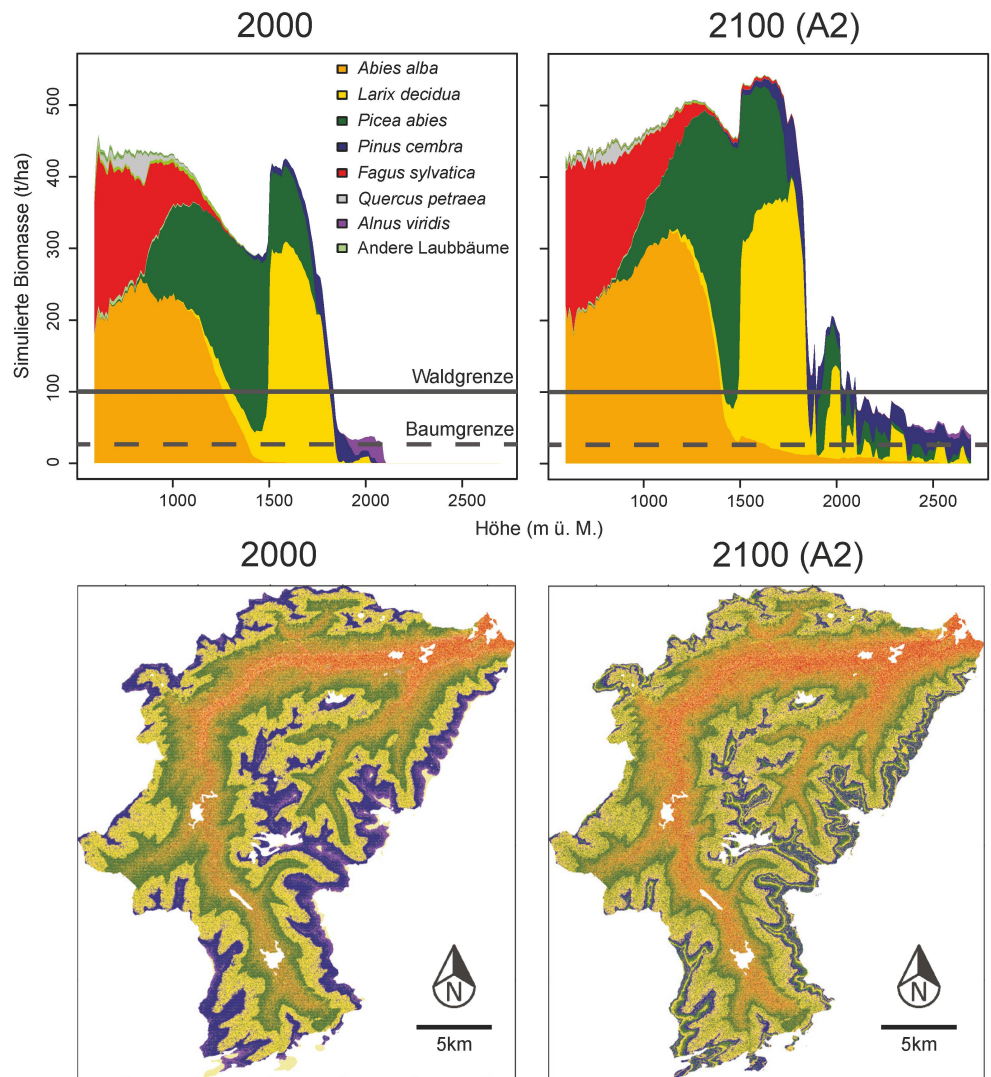 2000
2100 (A2)
Abies alba
Larix decidua
Picea abies
Pinus cembra
Fagus sylvatica
Quercus petraea
Alnus viridis
Andere Laubbäume
Simulierte Biomasse (t/ha)
500
400
300
200
100
0
Waldgrenze
Baumgrenze
1000
1500
2000
2500
1000
1500
2000
2500
Höhe (m ü. M.)
2000
2100 (A2)
N
5km
N
5km